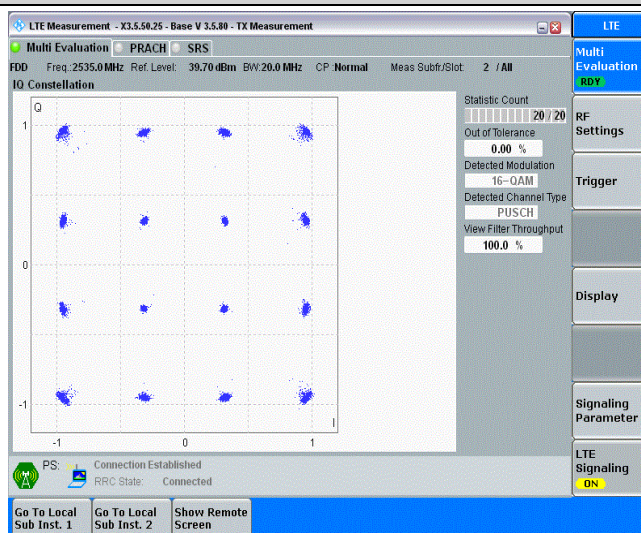 LTE Measurement - X3.5.50.25 - Base V 3.5.80 - TX Measurement
LTE
Multi Evaluation PRACH SRS
FDD Freq.:2535.0 MHz Ref. Level: 39.70 dBm BW:20.0 MHz CP :Normal Meas Subfr./Slot: 2 / All
IQ Constellation
Q
1
0
-1
I
-1 0 1
Statistic Count
20 / 20
Out of Tolerance
0.00 %
Detected Modulation
16-QAM
Detected Channel Type
PUSCH
View Filter Throughput
100.0 %
Multi
Evaluation
RDY
RF
Settings
Trigger
Display
Signaling
Parameter
LTE
Signaling
ON
PS: Connection Established
RRC State: Connected
Go To Local
Sub Inst. 1
Go To Local
Sub Inst. 2
Show Remote
Screen